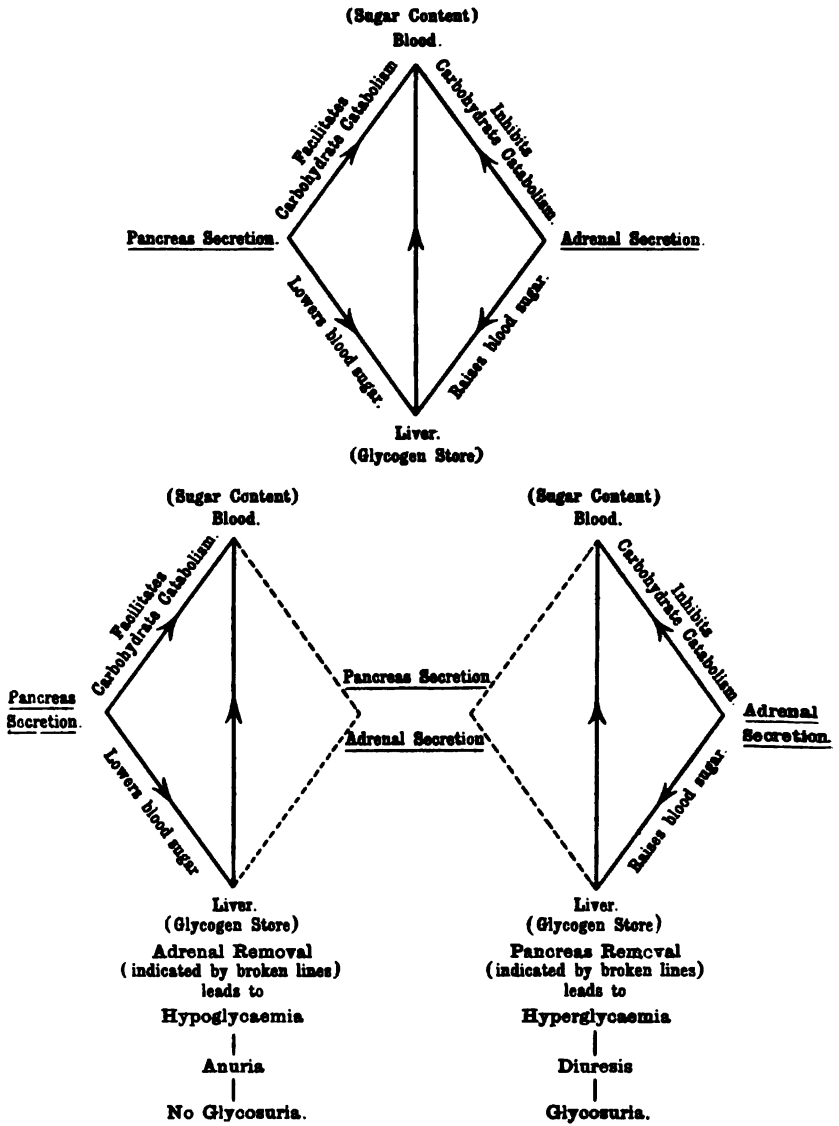 (Sugar Content)
Blood.
Facilitates
Carbohydrate Catabolism
Inhibits
Carbohydrate Catabolism.
Pancreas Secretion.
Adrenal Secretion.
Lowers blood sugar.
Raises blood sugar.
Liver.
(Glycogen Store)
(Sugar Content)
Blood.
Facilitates
Carbohydrate Catabolism.
Pancreas
Secretion.
Lowers blood sugar
Liver.
(Glycogen Store)
Adrenal Removal
(indicated by broken lines)
leads to
Hypoglycaemia
Anuria
No Glycosuria.
Pancreas Secretion
Adrenal Secretion
(Sugar Content)
Blood.
Inhibits
Carbohydrate Catabolism.
Adrenal
Secretion.
Raises blood sugar.
Liver.
(Glycogen Store)
Pancreas Removal
(indicated by broken lines)
leads to
Hyperglycaemia
Diuresis
Glycosuria.